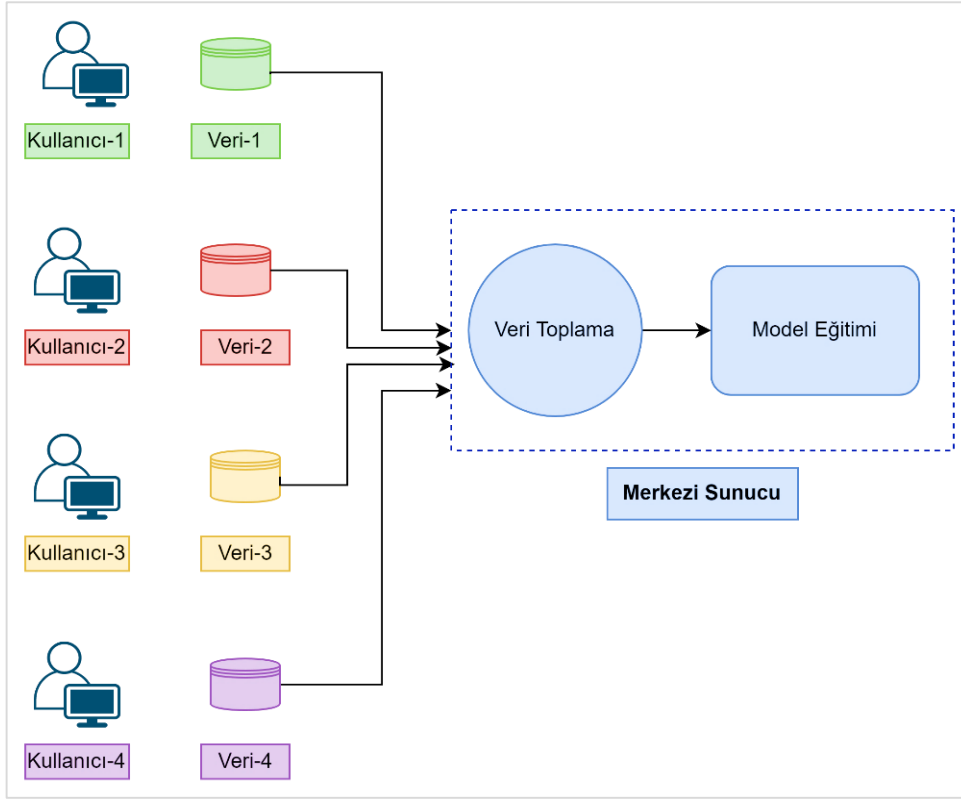 Kullanıcı-1
Veri-1
Kullanıcı-2
Veri-2
Veri Toplama
Model Eğitimi
Merkezi Sunucu
Kullanıcı-3
Veri-3
Kullanıcı-4
Veri-4